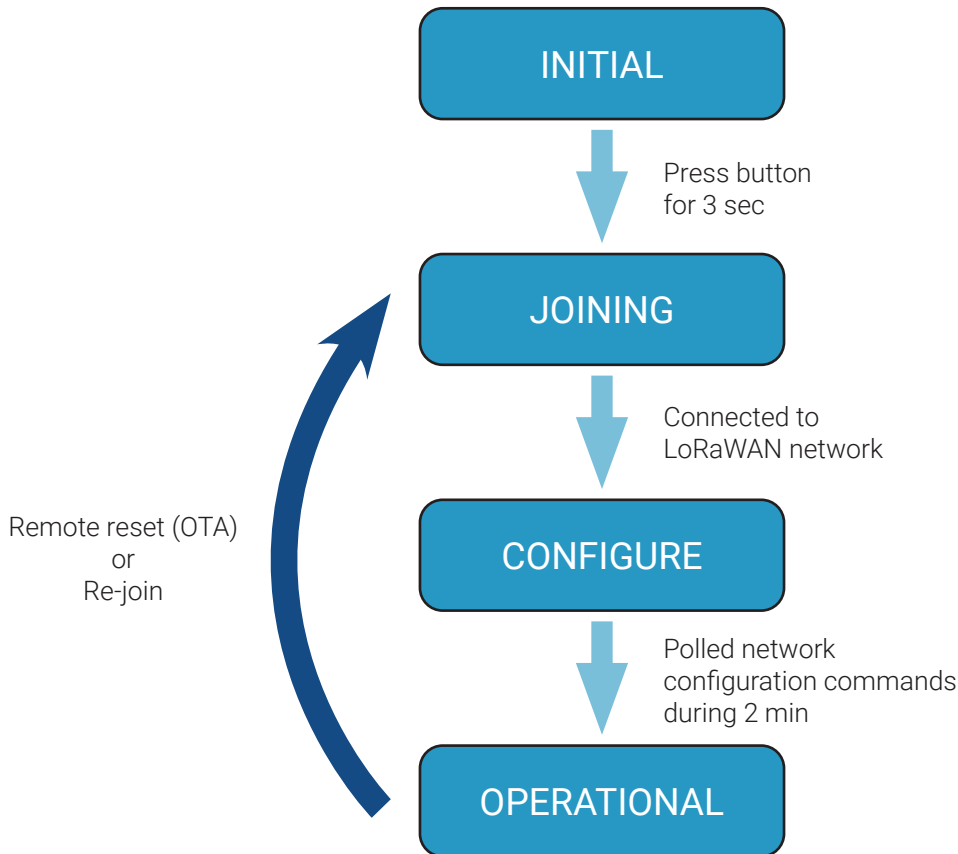 INITIAL
Press button
for 3 sec
JOINING
Connected to
LoRaWAN network
Remote reset (OTA)
or
Re-join
CONFIGURE
Polled network
configuration commands
during 2 min
OPERATIONAL